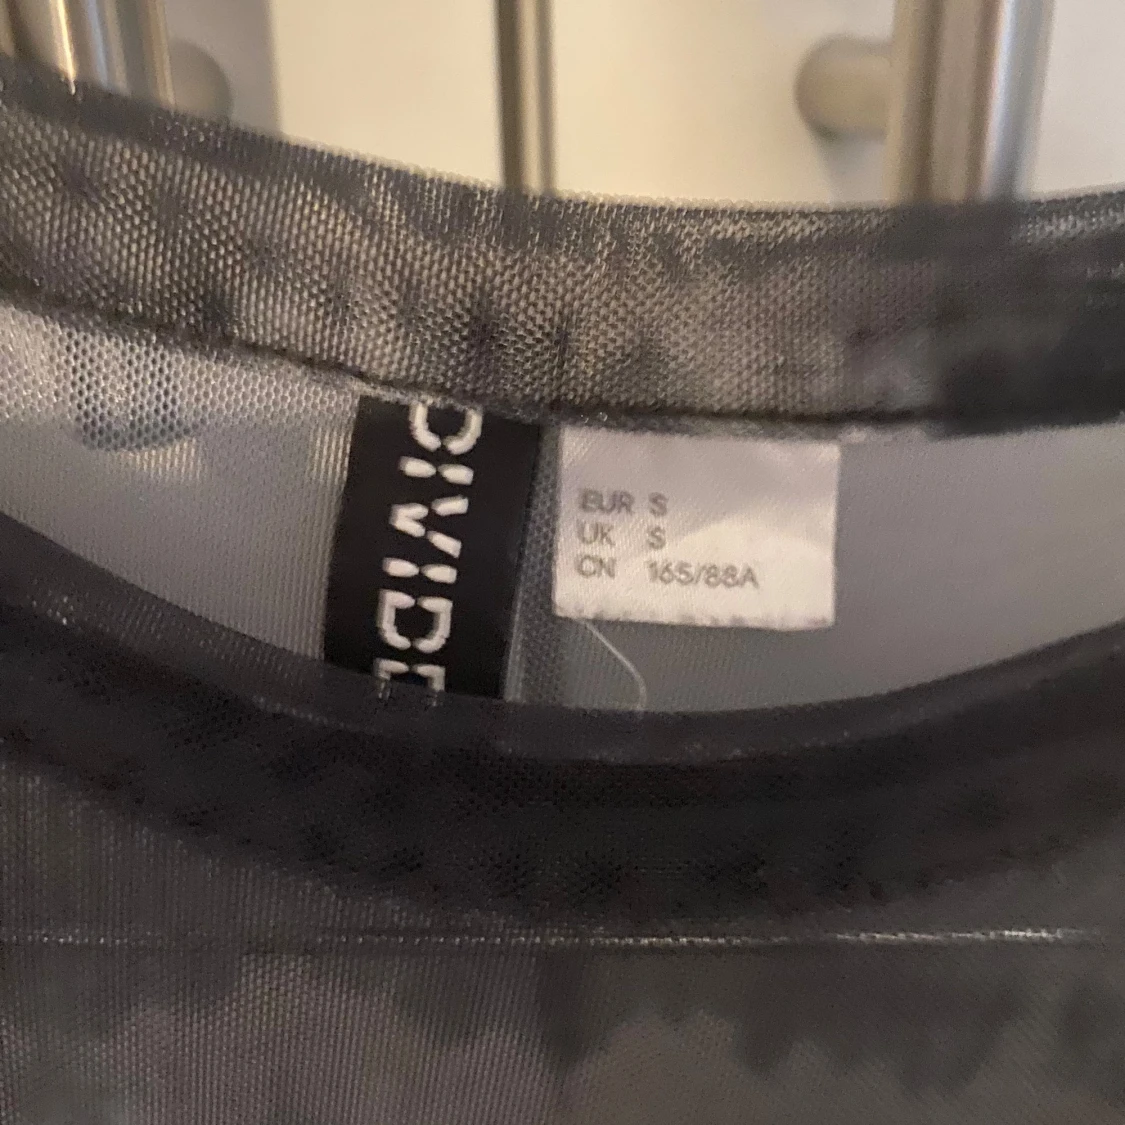 DIVIDE
EUR S
UK S
CN 165/88A